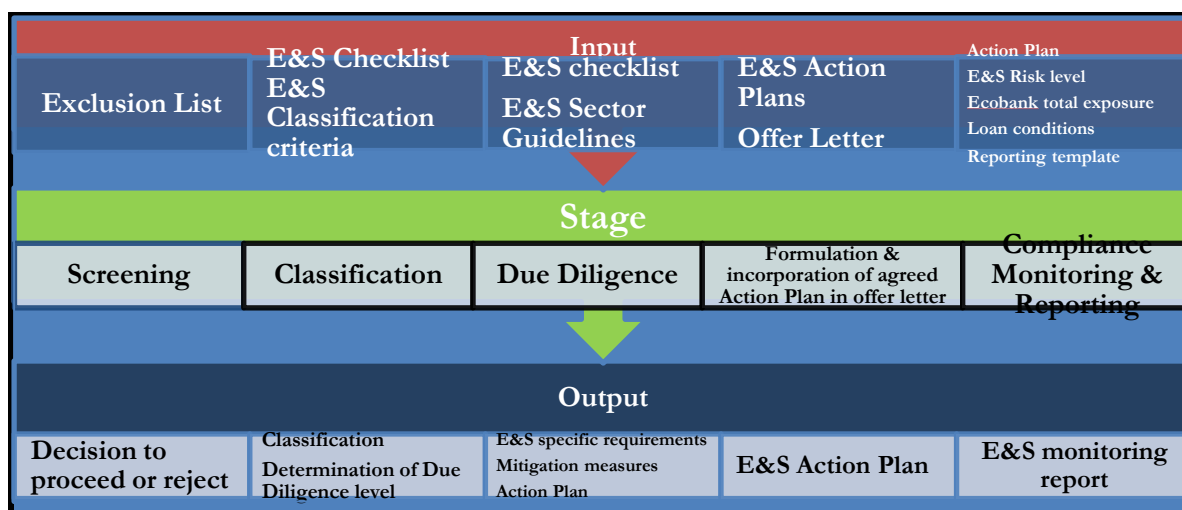 Input
Exclusion List
E&S Checklist
E&S
Classification
criteria
E&S checklist
E&S Sector
Guidelines
E&S Action
Plans
Offer Letter
Action Plan
E&S Risk level
Ecobank total exposure
Loan conditions
Reporting template
Stage
Screening
Classification
Due Diligence
Formulation &
incorporation of agreed
Action Plan in offer letter
Compliance
Monitoring &
Reporting
Output
Decision to
proceed or reject
Classification
Determination of Due
Diligence level
E&S specific requirements
Mitigation measures
Action Plan
E&S Action Plan
E&S monitoring
report